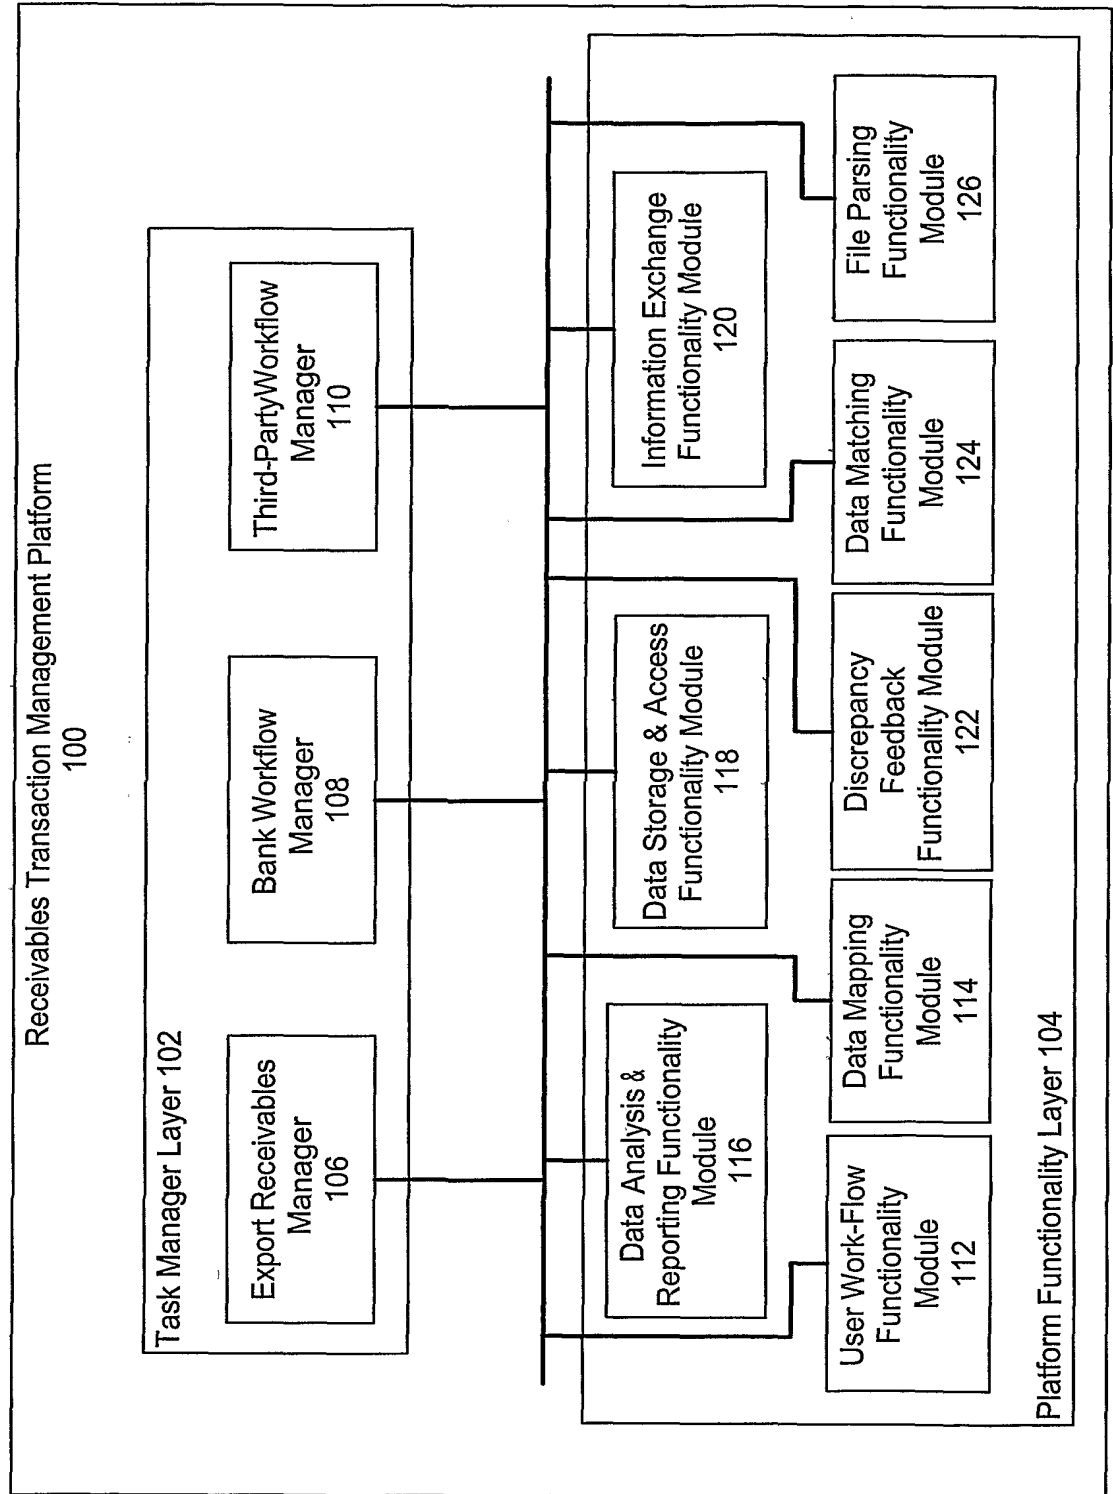 Receivables Transaction Management Platform
100
Task Manager Layer 102
Export Receivables
Manager
106
Bank Workflow
Manager
108
Third-PartyWorkflow
Manager
110
Data Analysis &
Reporting Functionality
Module
116
Data Storage & Access
Functionality Module
118
Information Exchange
Functionality Module
120
User Work-Flow
Functionality
Module
112
Data Mapping
Functionality
Module
114
Discrepancy
Feedback
Functionality Module
122
Data Matching
Functionality
Module
124
File Parsing
Functionality
Module
126
Platform Functionality Layer 104